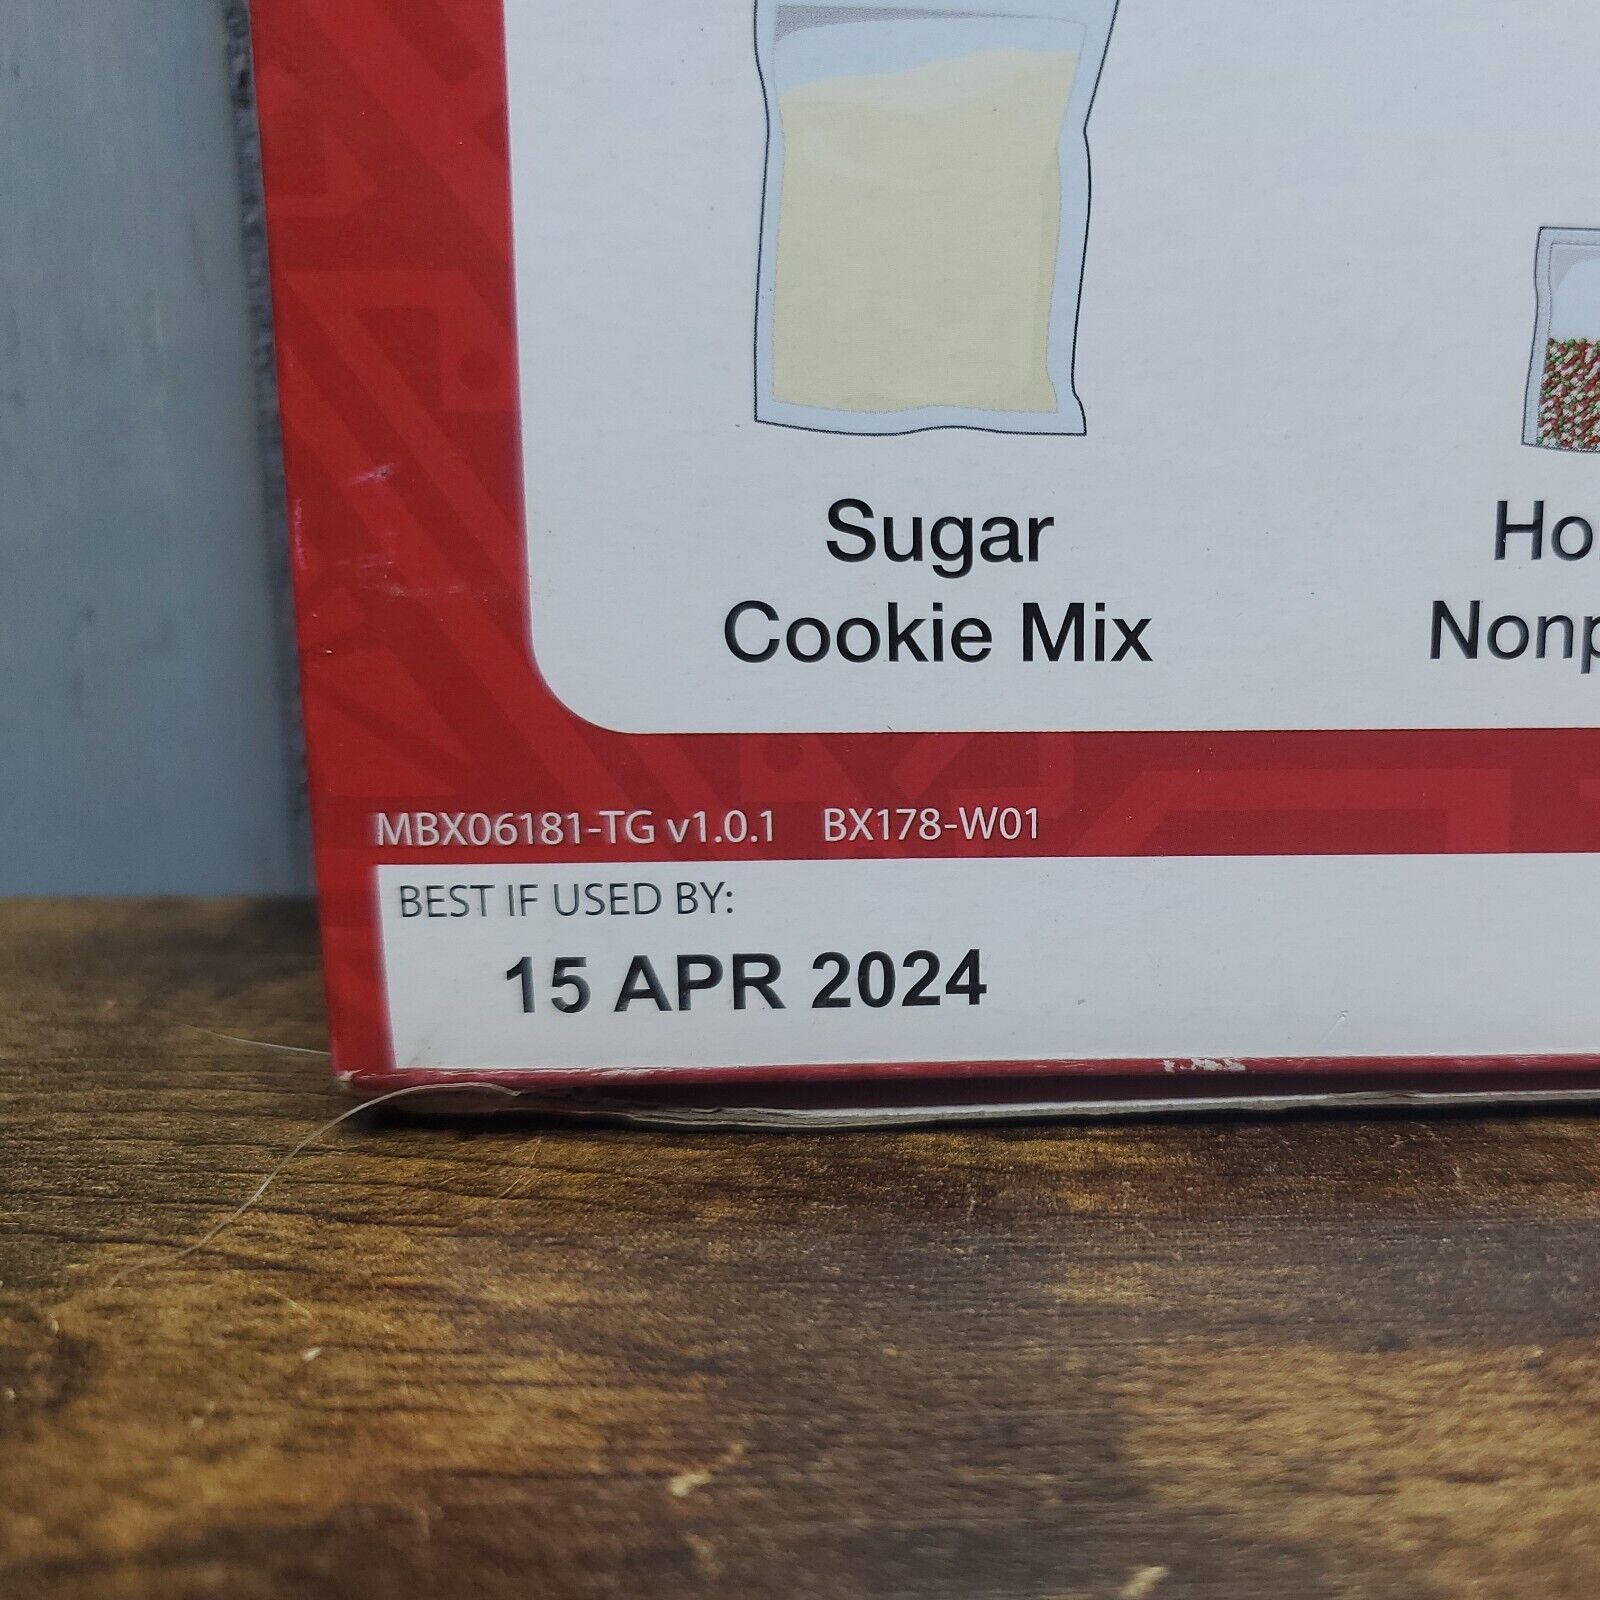 Sugar
Cookie Mix
MBX06181-TG v1.0.1 BX178-W01
BEST IF USED BY:
15 APR 2024